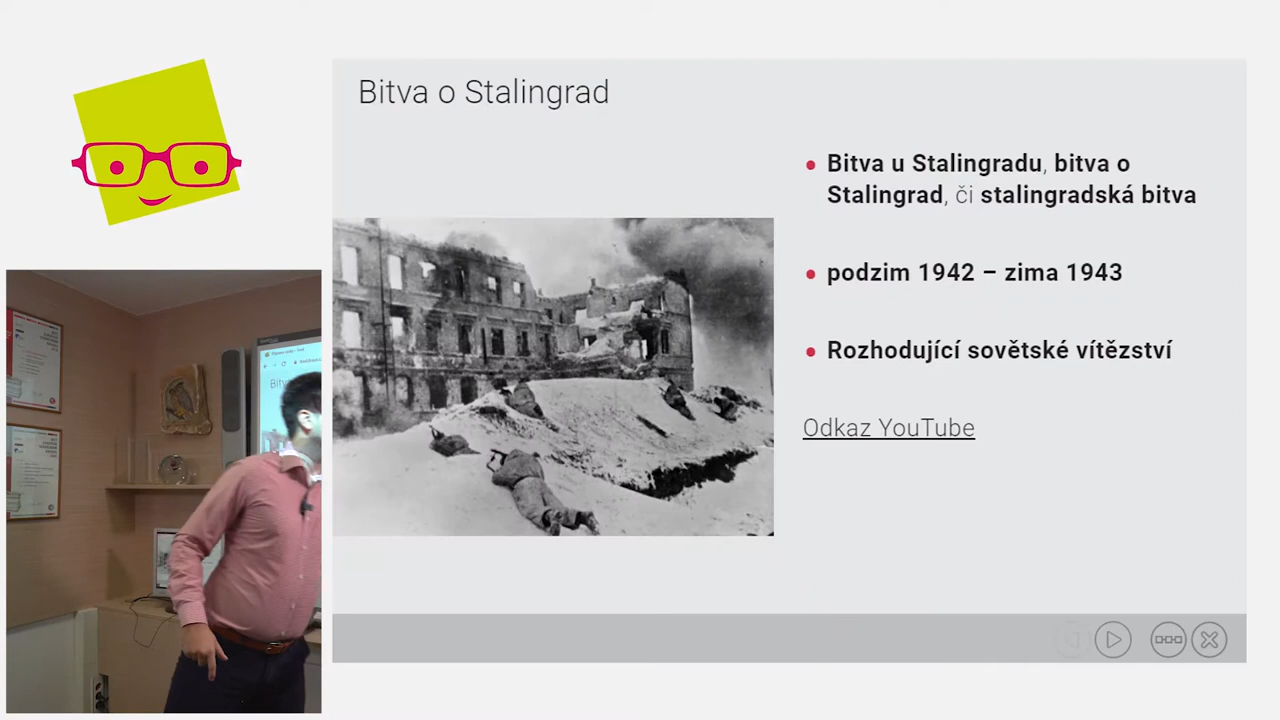 Bitva o Stalingrad
Bitva u Stalingradu, bitva o
Stalingrad, či stalingradská bitva
podzim 1942 – zima 1943
Rozhodující sovětské vítězství
Odkaz YouTube